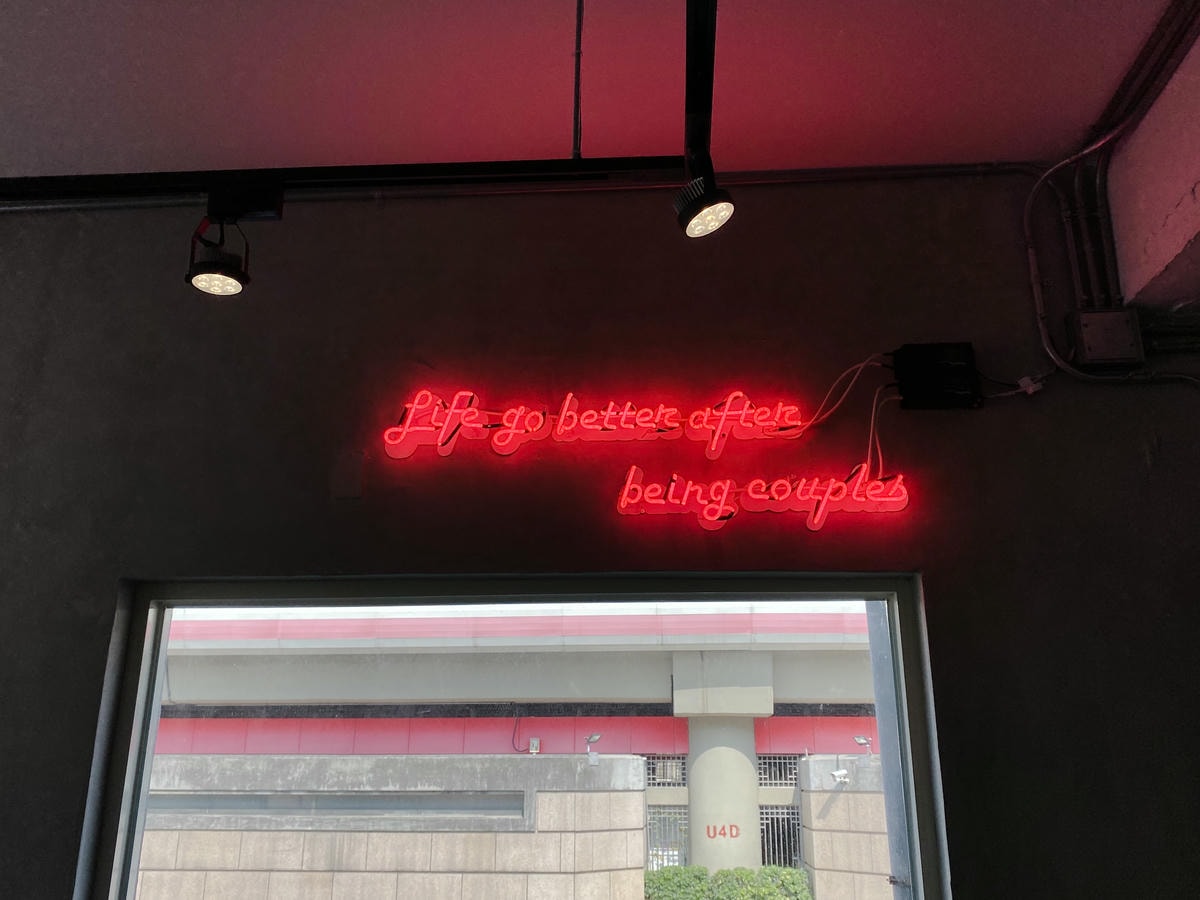 Life go better after
being couples
U4D